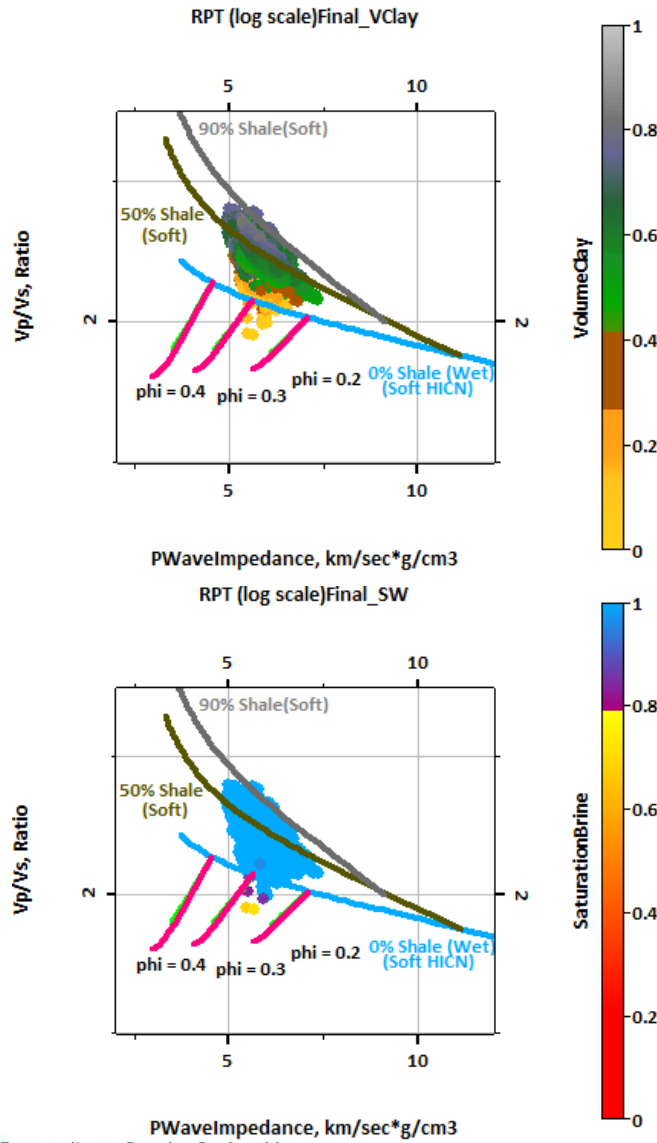 RPT (log scale)Final_VClay
5 10
90% Shale(Soft)
50% Shale
(Soft)
Vp/Vs, Ratio
2
2
phi = 0.4
phi = 0.3
phi = 0.2
0% Shale (Wet)
(Soft HICN)
5 10
PWaveImpedance, km/sec*g/cm3
1
0.8
0.6
0.4
0.2
0
VolumeClay
RPT (log scale)Final_SW
5 10
90% Shale(Soft)
50% Shale
(Soft)
Vp/Vs, Ratio
2
2
phi = 0.4
phi = 0.3
phi = 0.2
0% Shale (Wet)
(Soft HICN)
5 10
PWaveImpedance, km/sec*g/cm3
1
0.8
0.6
0.4
0.2
0
SaturationBrine